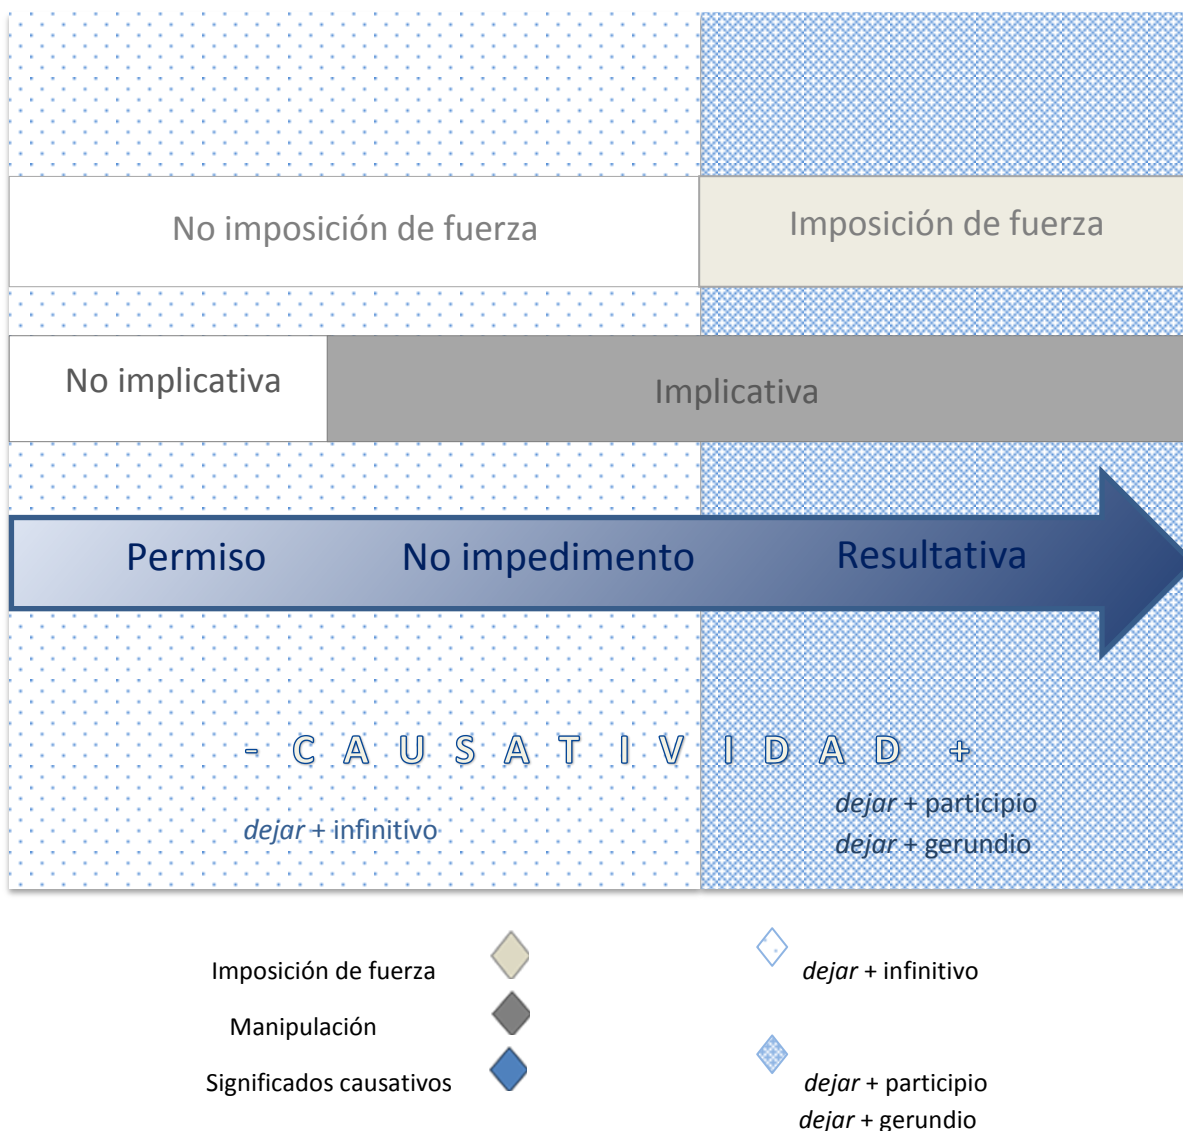 No imposición de fuerza
Imposición de fuerza
No implicativa
Implicativa
Permiso
No impedimento
Resultativa
- C A U S A T I V I D A D +
dejar + infinitivo
dejar + participio
dejar + gerundio
Imposición de fuerza
Manipulación
Significados causativos
dejar + infinitivo
dejar + participio
dejar + gerundio